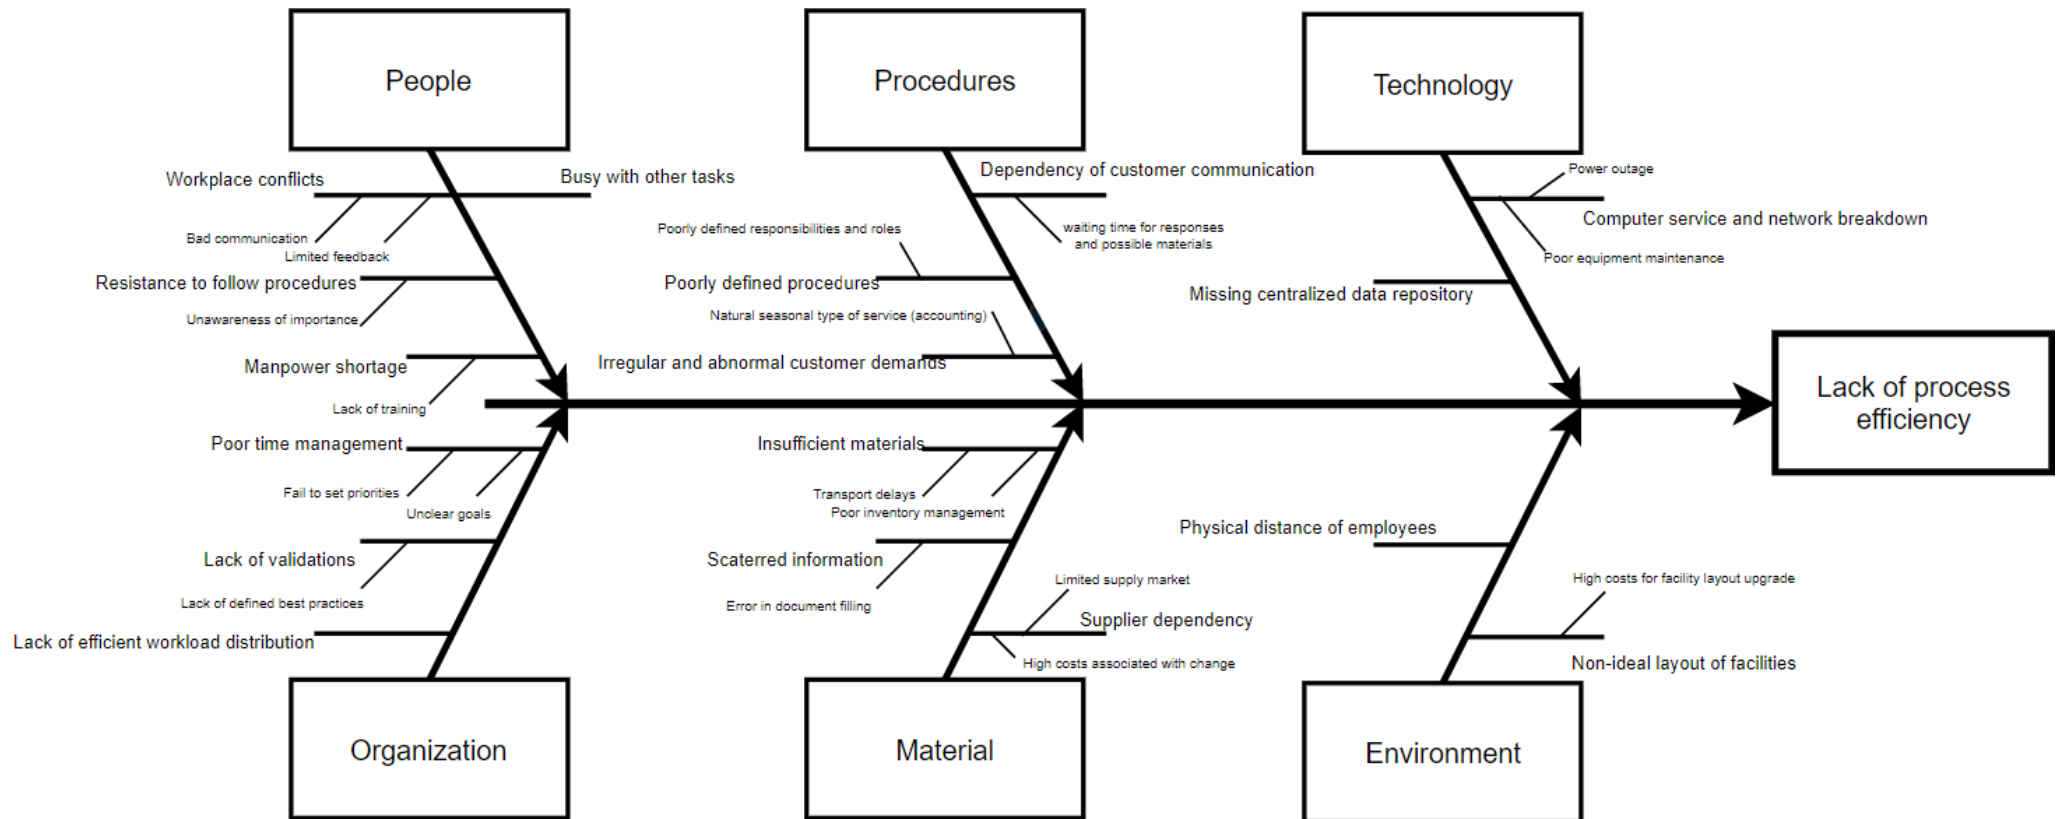 People
Procedures
Technology
Workplace conflicts
Busy with other tasks
Dependency of customer communication
Power outage
Bad communication
Limited feedback
Poorly defined responsibilities and roles
waiting time for responses
and possible materials
Computer service and network breakdown
Poor equipment maintenance
Resistance to follow procedures
Poorly defined procedures
Missing centralized data repository
Unawareness of importance
Natural seasonal type of service (accounting)
Manpower shortage
Irregular and abnormal customer demands
Lack of training
Lack of process
efficiency
Poor time management
Insufficient materials
Fail to set priorities
Unclear goals
Transport delays
Poor inventory management
Physical distance of employees
Lack of validations
Scaterred information
Lack of defined best practices
Error in document filling
Limited supply market
High costs for facility layout upgrade
Lack of efficient workload distribution
Supplier dependency
High costs associated with change
Non-ideal layout of facilities
Organization
Material
Environment